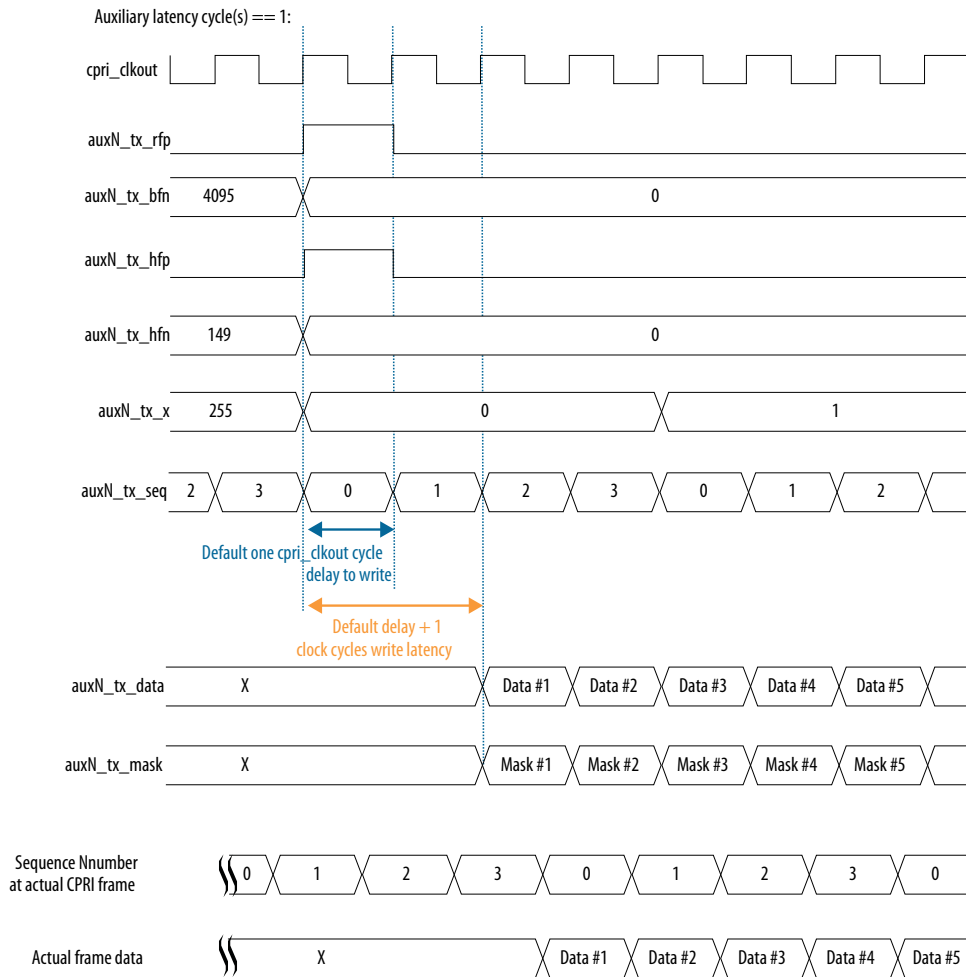 Auxiliary latency cycle(s) == 1:
cpri_clkout
auxN_tx_rfp
auxN_tx_bfn 4095 0
auxN_tx_hfp
auxN_tx_hfn 149 0
auxN_tx_x 255 0 1
auxN_tx_seq 2 3 0 1 2 3 0 1 2
Default one cpri_clkout cycle
delay to write
Default delay + 1
clock cycles write latency
auxN_tx_data X Data #1 Data #2 Data #3 Data #4 Data #5
auxN_tx_mask X Mask #1 Mask #2 Mask #3 Mask #4 Mask #5
Sequence Nnumber
at actual CPRI frame 0 1 2 3 0 1 2 3 0
Actual frame data X Data #1 Data #2 Data #3 Data #4 Data #5